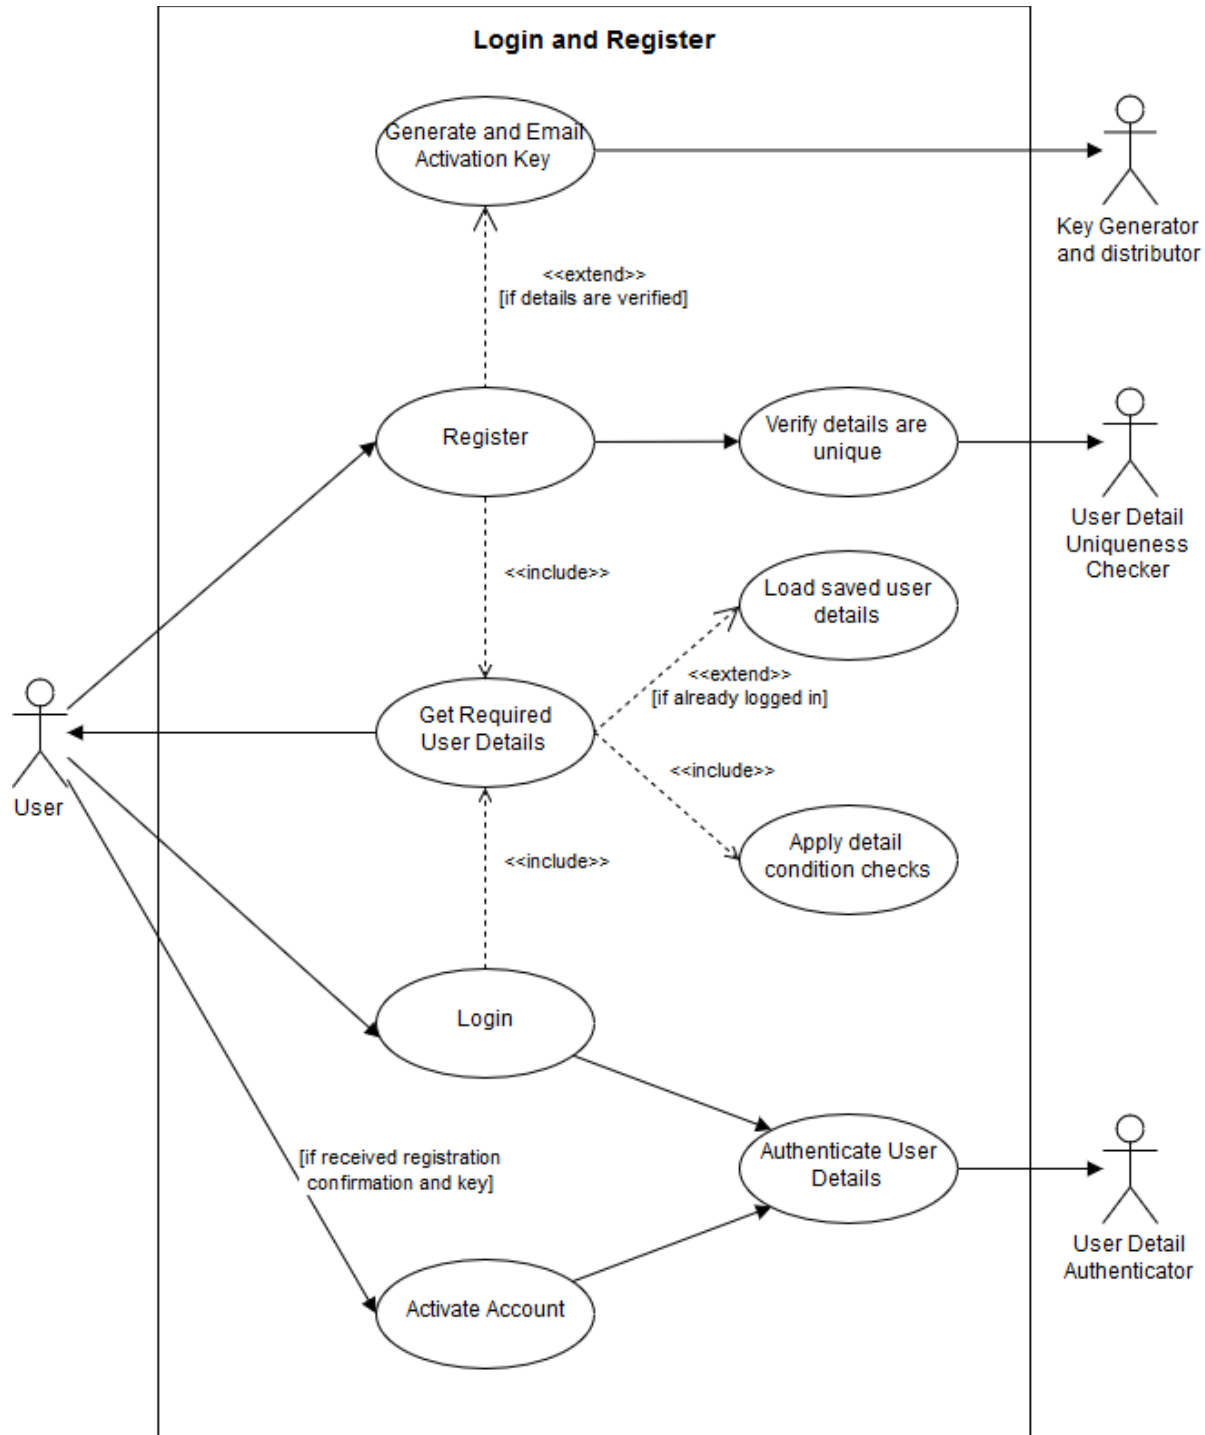 Login and Register
Generate and Email
Activation Key
Key Generator
and distributor
<<extend>>
[if details are verified]
Register
Verify details are
unique
User Detail
Uniqueness
Checker
<<include>>
Load saved user
details
<<extend>>
[if already logged in]
Get Required
User Details
User
<<include>>
Apply detail
condition checks
<<include>>
Login
[if received registration
confirmation and key]
Authenticate User
Details
User Detail
Authenticator
Activate Account